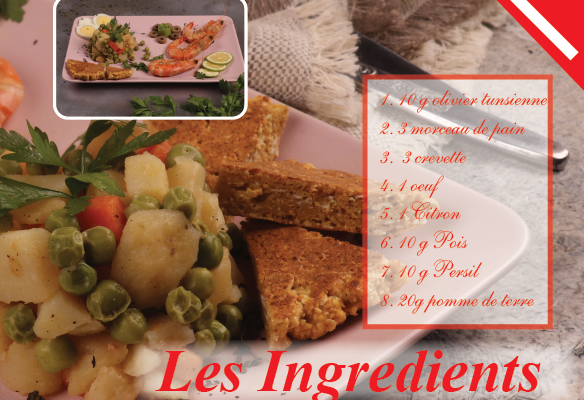 1. 10 g olivier tunsienne
2. 3 morceau de pain
3. 3 crevette
4. 1 oeuf
5. 1 Citron
6. 10 g Pois
7. 10 g Persil
8. 20g pomme de terre
Les Ingredients